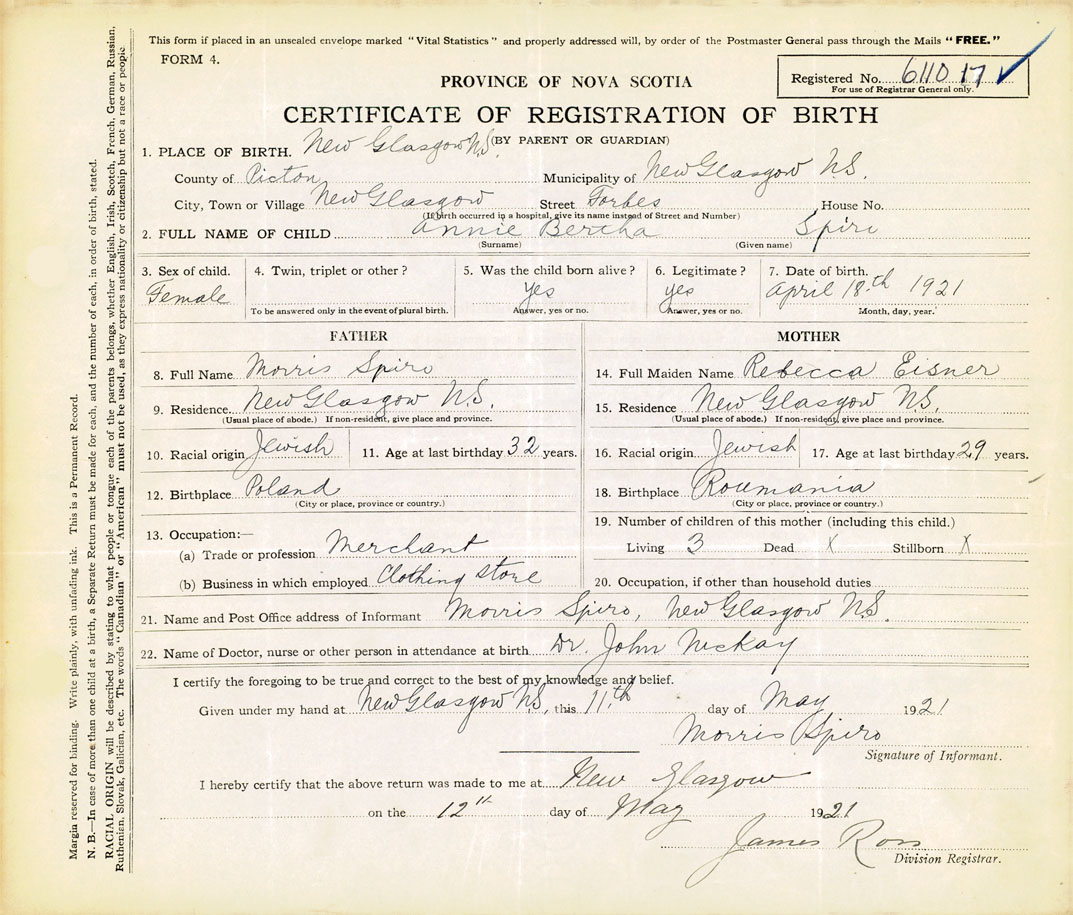 This form if placed in an unsealed envelope marked "Vital Statistics" and properly addressed will, by order of the Postmaster General pass through the Mails "FREE."
FORM 4.
Registered No. 6110 17 ✓
For use of Registrar General only.
PROVINCE OF NOVA SCOTIA
CERTIFICATE OF REGISTRATION OF BIRTH
(BY PARENT OR GUARDIAN)
1. PLACE OF BIRTH. New Glasgow N.S.
County of Picton Municipality of New Glasgow N.S.
City, Town or Village New Glasgow Street Forbes House No.
(If birth occurred in a hospital, give its name instead of Street and Number)
2. FULL NAME OF CHILD Annie Bertha Spiro
(Surname) (Given name)
3. Sex of child. 4. Twin, triplet or other? 5. Was the child born alive? 6. Legitimate? 7. Date of birth.
Female Yes yes April 18th 1921
To be answered only in the event of plural birth. Answer, yes or no. Answer, yes or no. Month, day, year.
FATHER MOTHER
8. Full Name Morris Spiro 14. Full Maiden Name Rebecca Eisner
9. Residence New Glasgow N.S. 15. Residence New Glasgow N.S.
(Usual place of abode.) If non-resident, give place and province. (Usual place of abode.) If non-resident, give place and province.
10. Racial origin Jewish 11. Age at last birthday 32 years. 16. Racial origin Jewish 17. Age at last birthday 29 years.
12. Birthplace Poland 18. Birthplace Roumania
(City or place, province or country.) (City or place, province or country.)
13. Occupation:— 19. Number of children of this mother (including this child.)
(a) Trade or profession Merchant Living 3 Dead X Stillborn X
(b) Business in which employed Clothing store 20. Occupation, if other than household duties
21. Name and Post Office address of Informant Morris Spiro, New Glasgow N.S.
22. Name of Doctor, nurse or other person in attendance at birth Dr. John McKay
I certify the foregoing to be true and correct to the best of my knowledge and belief.
Given under my hand at New Glasgow N.S., this 11th day of May 1921
Morris Spiro
Signature of Informant.
I hereby certify that the above return was made to me at New Glasgow
on the 12" day of May 1921
James Ross
Division Registrar.
Margin reserved for binding. Write plainly, with unfading ink. This is a Permanent Record.
N. B.—In case of more than one child at a birth, a Separate Return must be made for each, and the number of each, in order of birth, stated.
RACIAL ORIGIN will be described by stating to what people or tongue each of the parents belongs, whether English, Irish, Scotch, French, German, Russian,
Ruthenian, Slovak, Galician, etc. The words "Canadian" or "American" must not be used, as they express nationality or citizenship but not a race or people